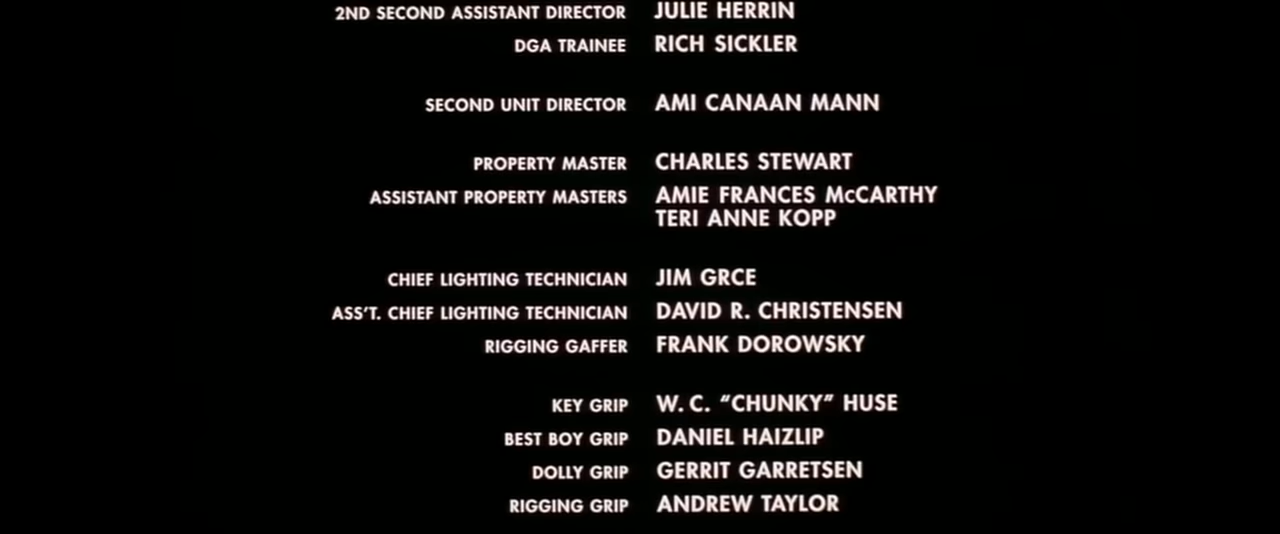 2ND SECOND ASSISTANT DIRECTOR JULIE HERRIN
DGA TRAINEE RICH SICKLER
SECOND UNIT DIRECTOR AMI CANAAN MANN
PROPERTY MASTER CHARLES STEWART
ASSISTANT PROPERTY MASTERS AMIE FRANCES McCARTHY
TERI ANNE KOPP
CHIEF LIGHTING TECHNICIAN JIM GRCE
ASS'T. CHIEF LIGHTING TECHNICIAN DAVID R. CHRISTENSEN
RIGGING GAFFER FRANK DOROWSKY
KEY GRIP W. C. “CHUNKY” HUSE
BEST BOY GRIP DANIEL HAIZLIP
DOLLY GRIP GERRIT GARRETSEN
RIGGING GRIP ANDREW TAYLOR